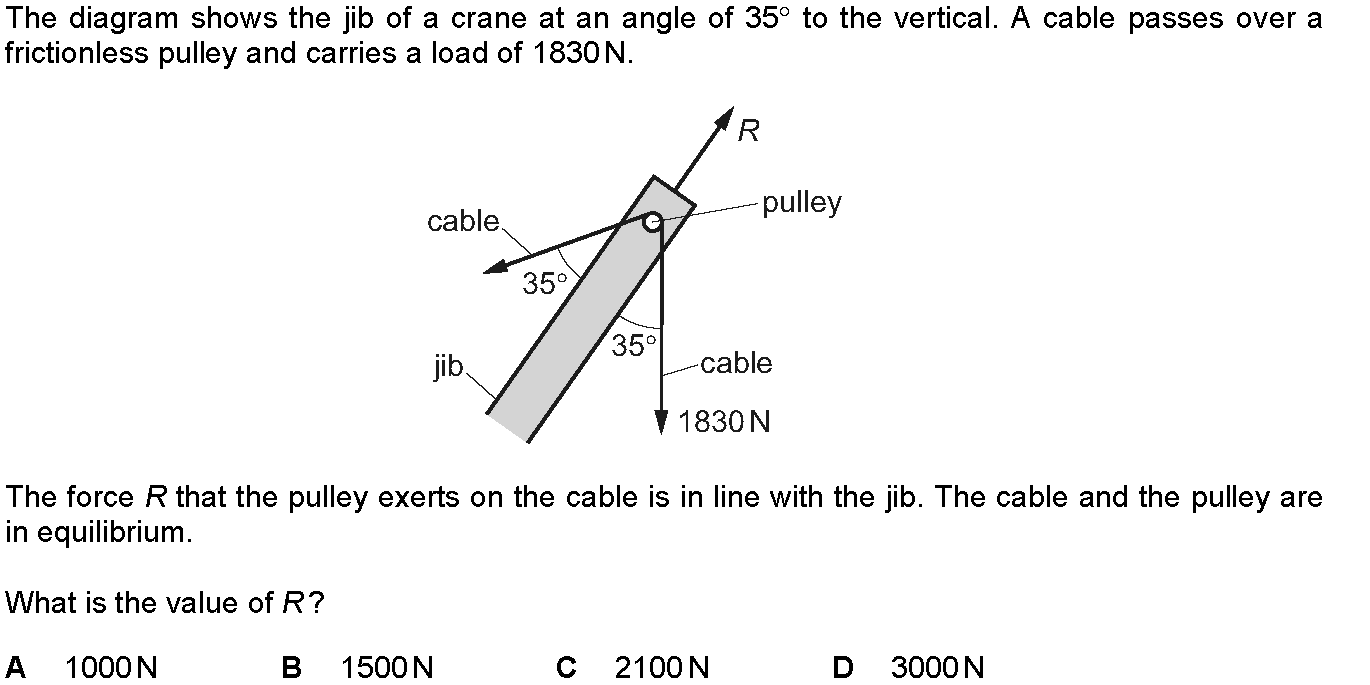 The diagram shows the jib of a crane at an angle of 35° to the vertical. A cable passes over a
frictionless pulley and carries a load of 1830 N.
R
pulley
cable
35°
35°
jib
cable
1830 N
The force R that the pulley exerts on the cable is in line with the jib. The cable and the pulley are
in equilibrium.
What is the value of R?
A 1000 N B 1500 N C 2100 N D 3000 N